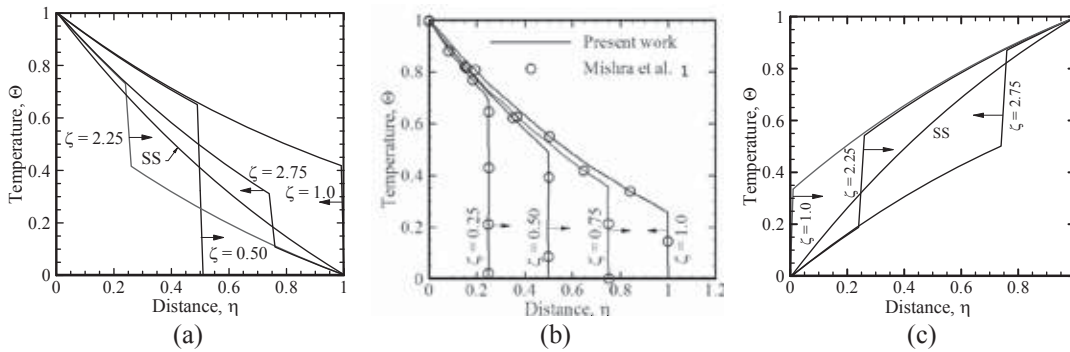 1
0.8
0.6
0.4
0.2
0
Temperature, Θ
ζ = 2.25
SS
ζ = 2.75
ζ = 1.0
ζ = 0.50
0 0.2 0.4 0.6 0.8 1
Distance, η
(a)
1
0.8
0.6
0.4
0.2
0
Temperature, Θ
Present work
Mishra et al. 1
ζ = 0.25
ζ = 0.50
ζ = 0.75
ζ = 1.0
0 0.2 0.4 0.6 0.8 1 1.2
Distance, η
(b)
1
0.8
0.6
0.4
0.2
0
Temperature, Θ
ζ = 1.0
ζ = 2.25
SS
ζ = 2.75
0 0.2 0.4 0.6 0.8 1
Distance, η
(c)